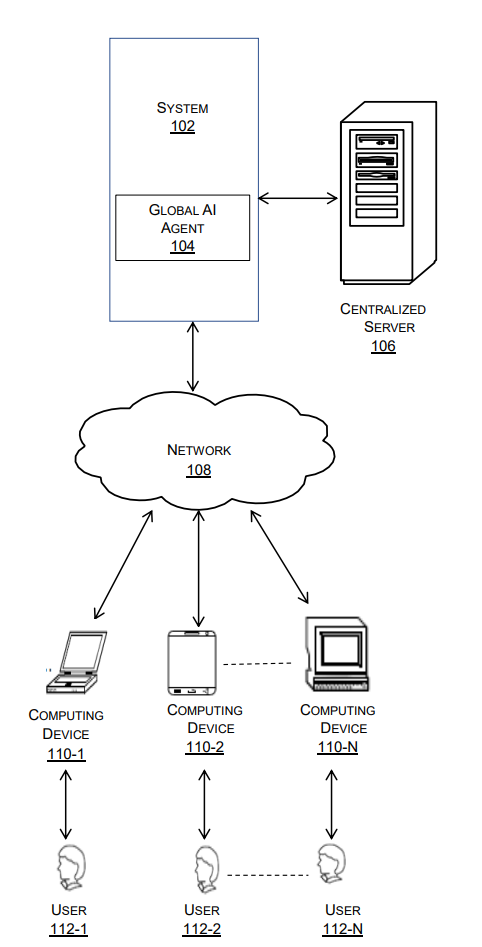 SYSTEM
102
GLOBAL AI
AGENT
104
CENTRALIZED
SERVER
106
NETWORK
108
COMPUTING
DEVICE
110-1
COMPUTING
DEVICE
110-2
COMPUTING
DEVICE
110-N
USER
112-1
USER
112-2
USER
112-N